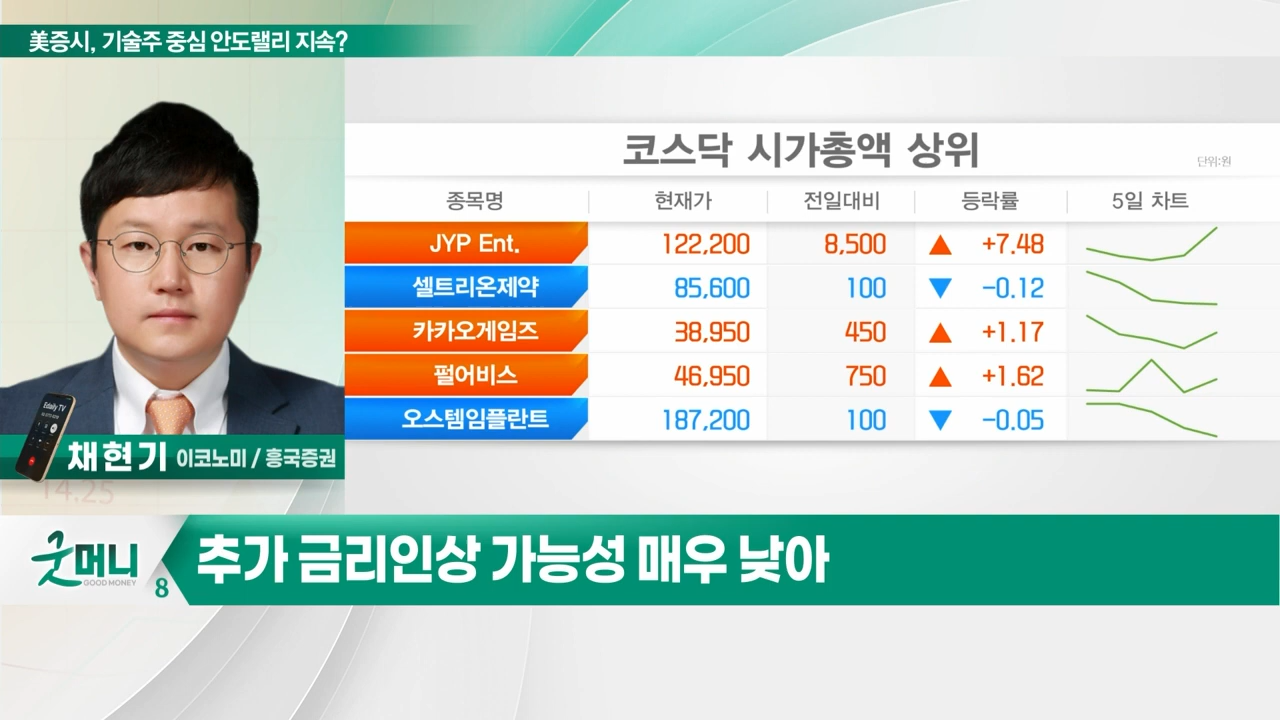 美증시, 기술주 중심 안도랠리 지속?
코스닥 시가총액 상위
단위:원
종목명 현재가 전일대비 등락률 5일 차트
JYP Ent. 122,200 8,500 ▲ +7.48
셀트리온제약 85,600 100 ▼ -0.12
카카오게임즈 38,950 450 ▲ +1.17
펄어비스 46,950 750 ▲ +1.62
오스템임플란트 187,200 100 ▼ -0.05
Edaily TV
채현기 이코노미 / 흥국증권
14.25
굿머니
GOOD MONEY
8
추가 금리인상 가능성 매우 낮아